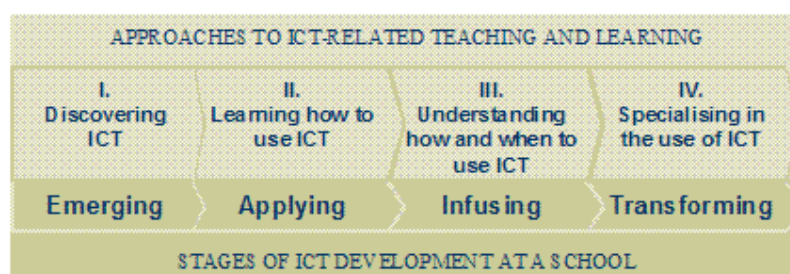 APPROACHES TO ICT-RELATED TEACHING AND LEARNING
I.
Discovering
ICT
II.
Learning how to
use ICT
III.
Understanding
how and when to
use ICT
IV.
Specialising in
the use of ICT
Emerging
Applying
Infusing
Transforming
STAGES OF ICT DEVELOPMENT AT A SCHOOL